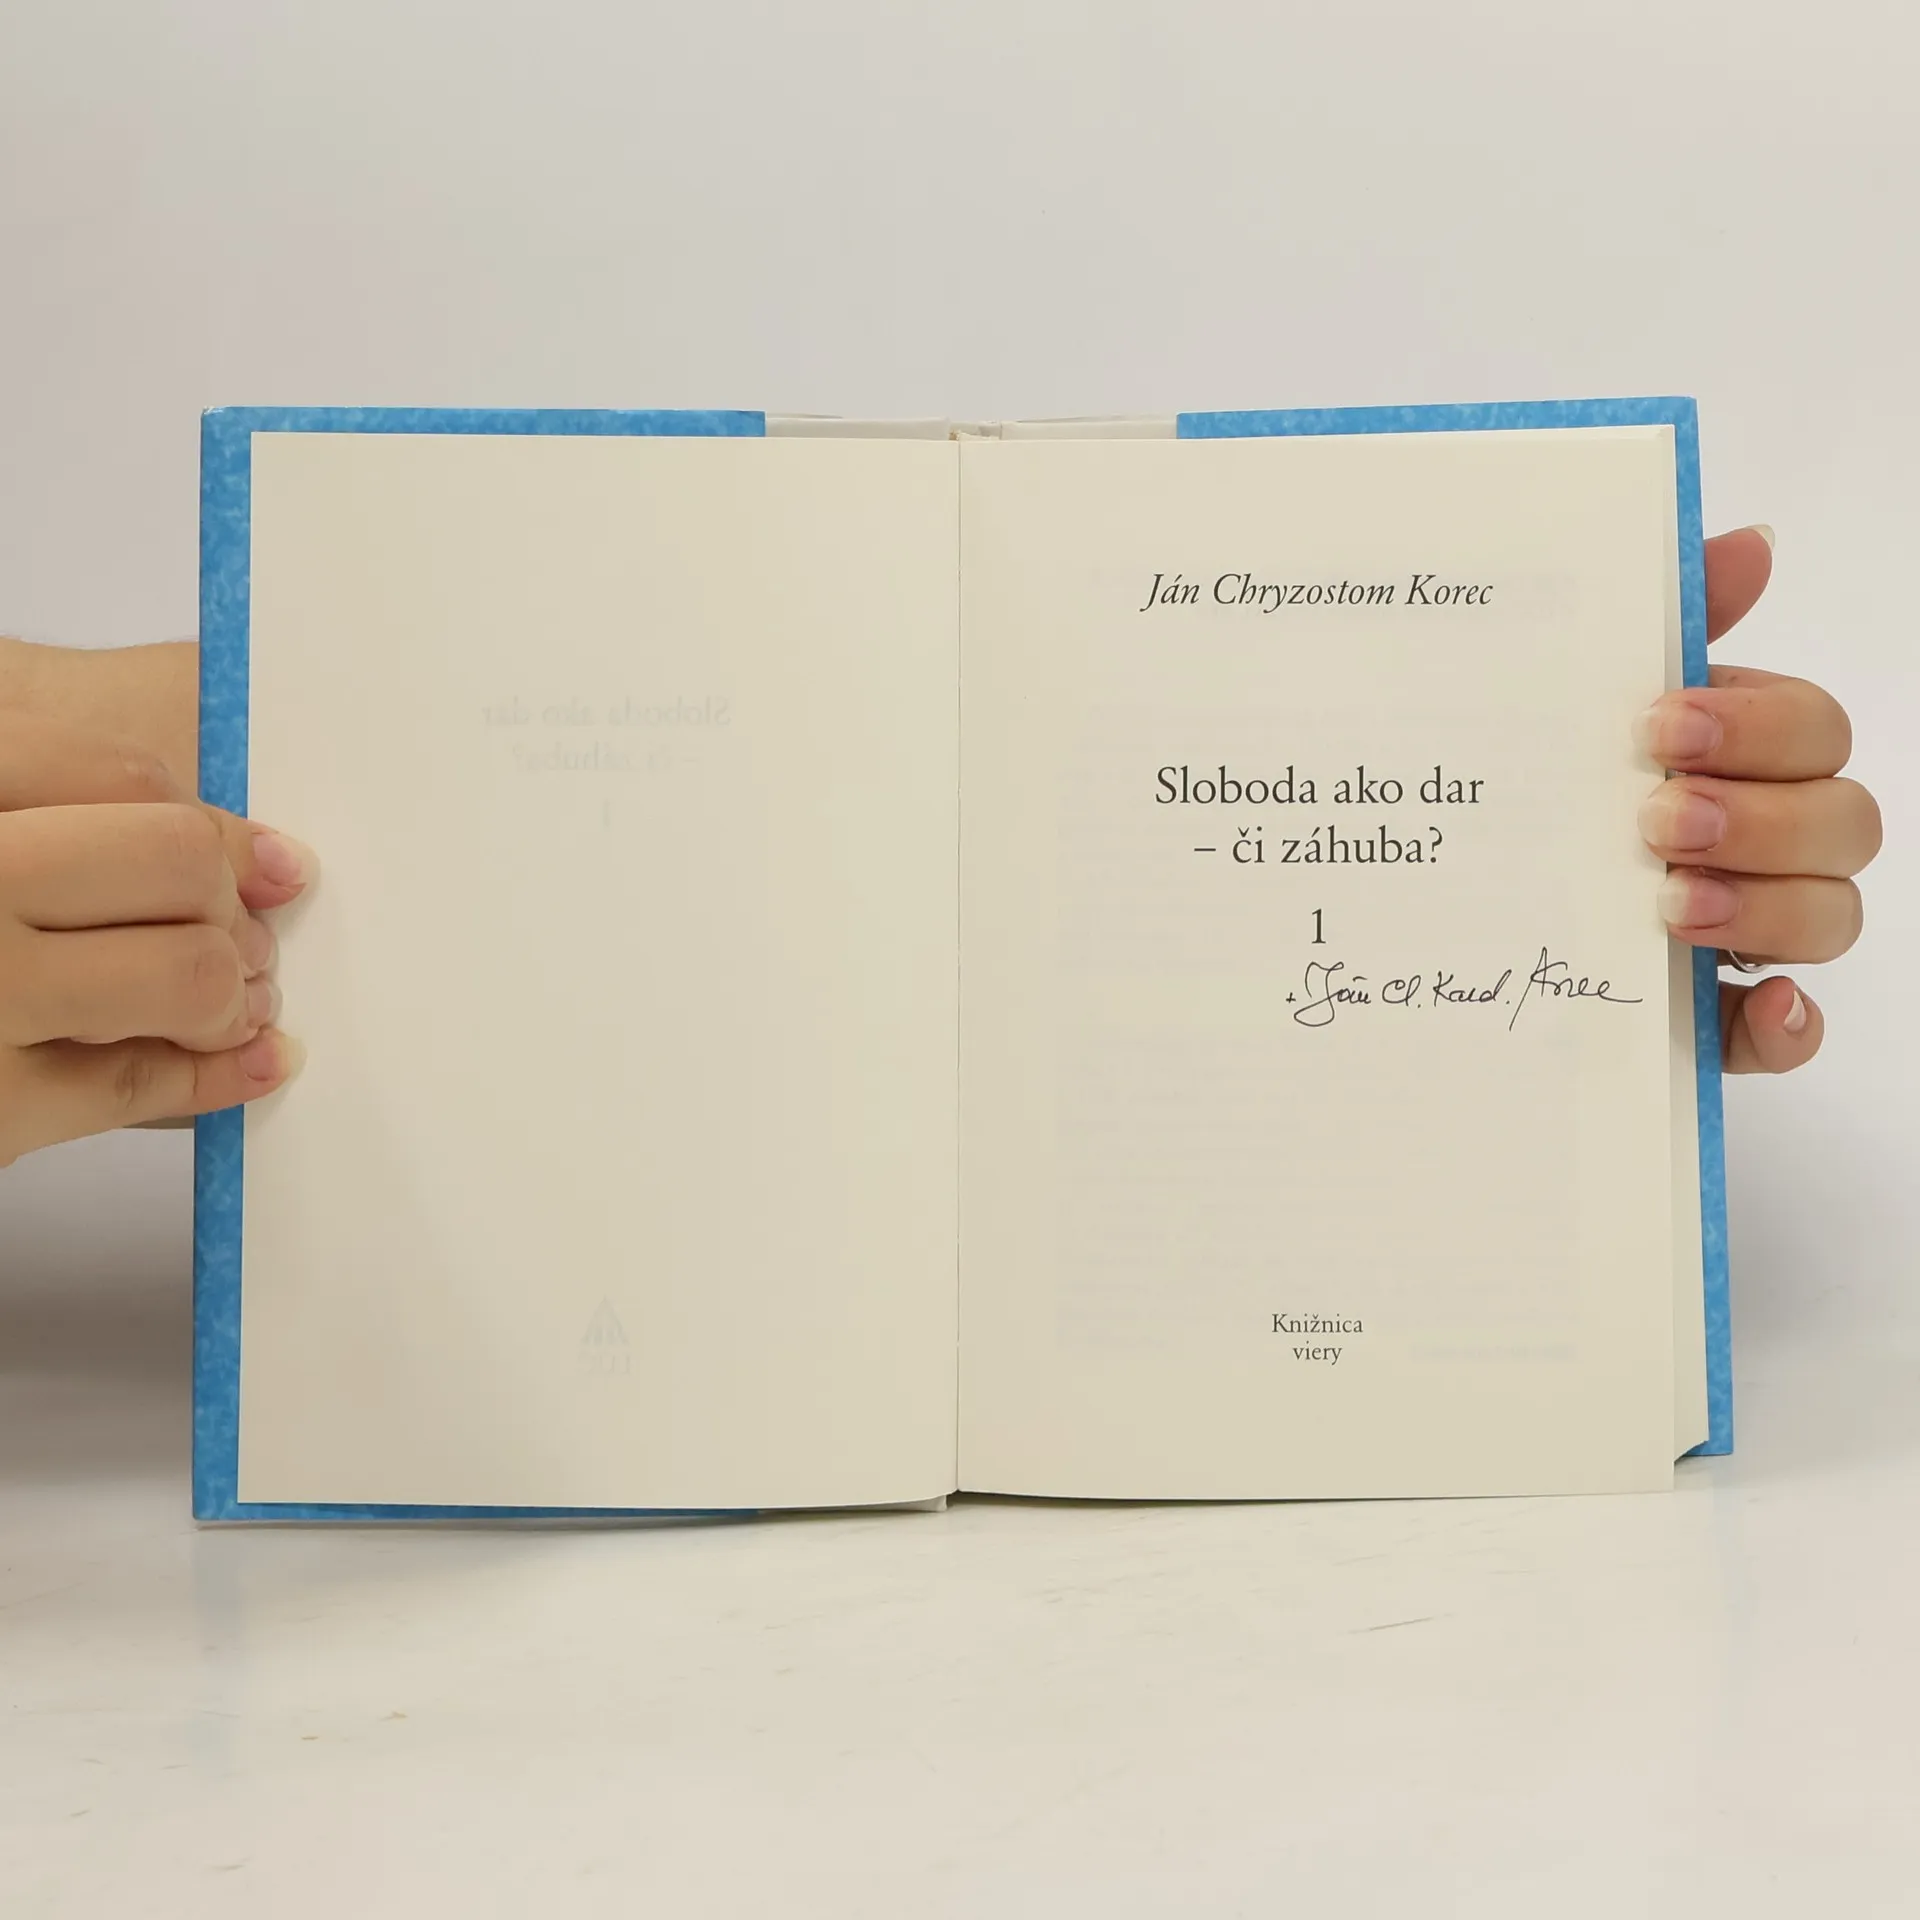 Ján Chryzostom Korec
Sloboda ako dar
– či záhuba?
1
+ Ján Ch. Kard. Korec
Knižnica
viery